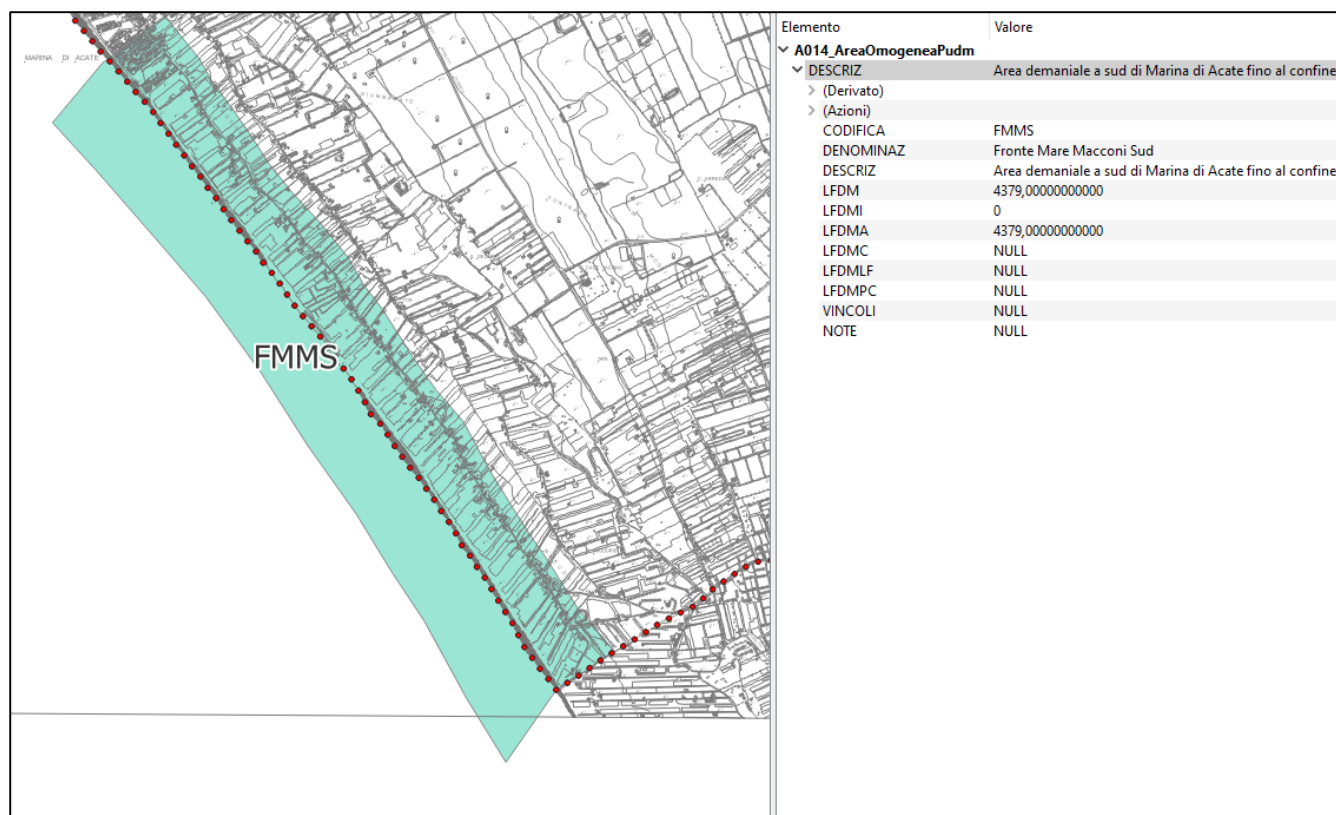 MARINA DI ACATE
FMMS
Elemento Valore
A014_AreaOmogeneaPudm
DESCRIZ Area demaniale a sud di Marina di Acate fino al confine
(Derivato)
(Azioni)
CODIFICA FMMS
DENOMINAZ Fronte Mare Macconi Sud
DESCRIZ Area demaniale a sud di Marina di Acate fino al confine
LFDM 4379,00000000000
LFDMI 0
LFDMA 4379,00000000000
LFDMC NULL
LFDMLF NULL
LFDMPC NULL
VINCOLI NULL
NOTE NULL